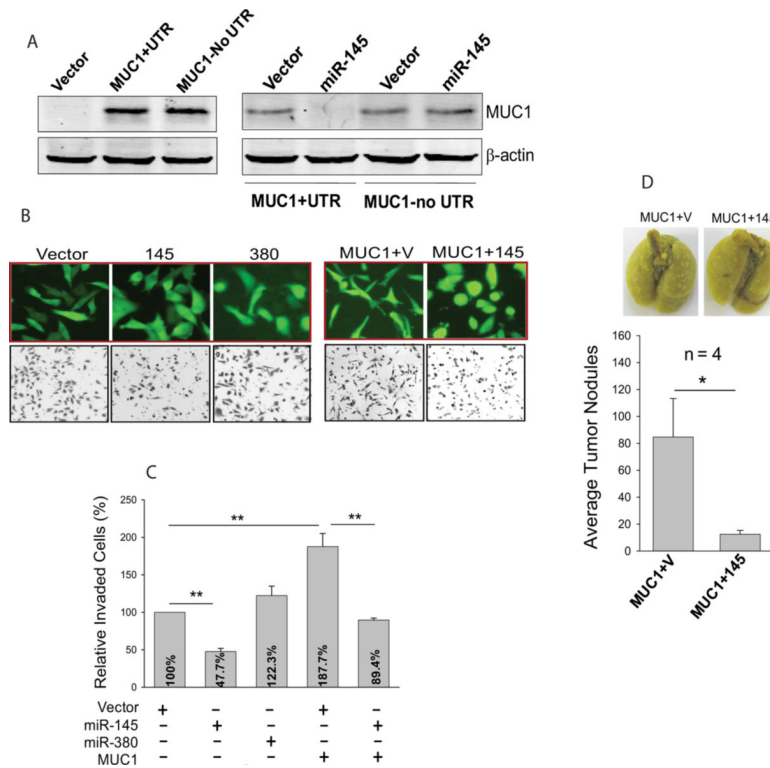 A
Vector
MUC1+UTR
MUC1-No UTR
Vector
miR-145
Vector
miR-145
MUC1
β-actin
MUC1+UTR
MUC1-no UTR
B
Vector
145
380
MUC1+V
MUC1+145
C
Relative Invaded Cells (%)
250
200
150
100
50
0
**
**
**
100%
47.7%
122.3%
187.7%
89.4%
Vector + – – + –
miR-145 – + – – +
miR-380 – – + – –
MUC1 – – – + +
D
MUC1+V
MUC1+145
Average Tumor Nodules
160
140
120
100
80
60
40
20
0
n = 4
*
MUC1+V
MUC1+145